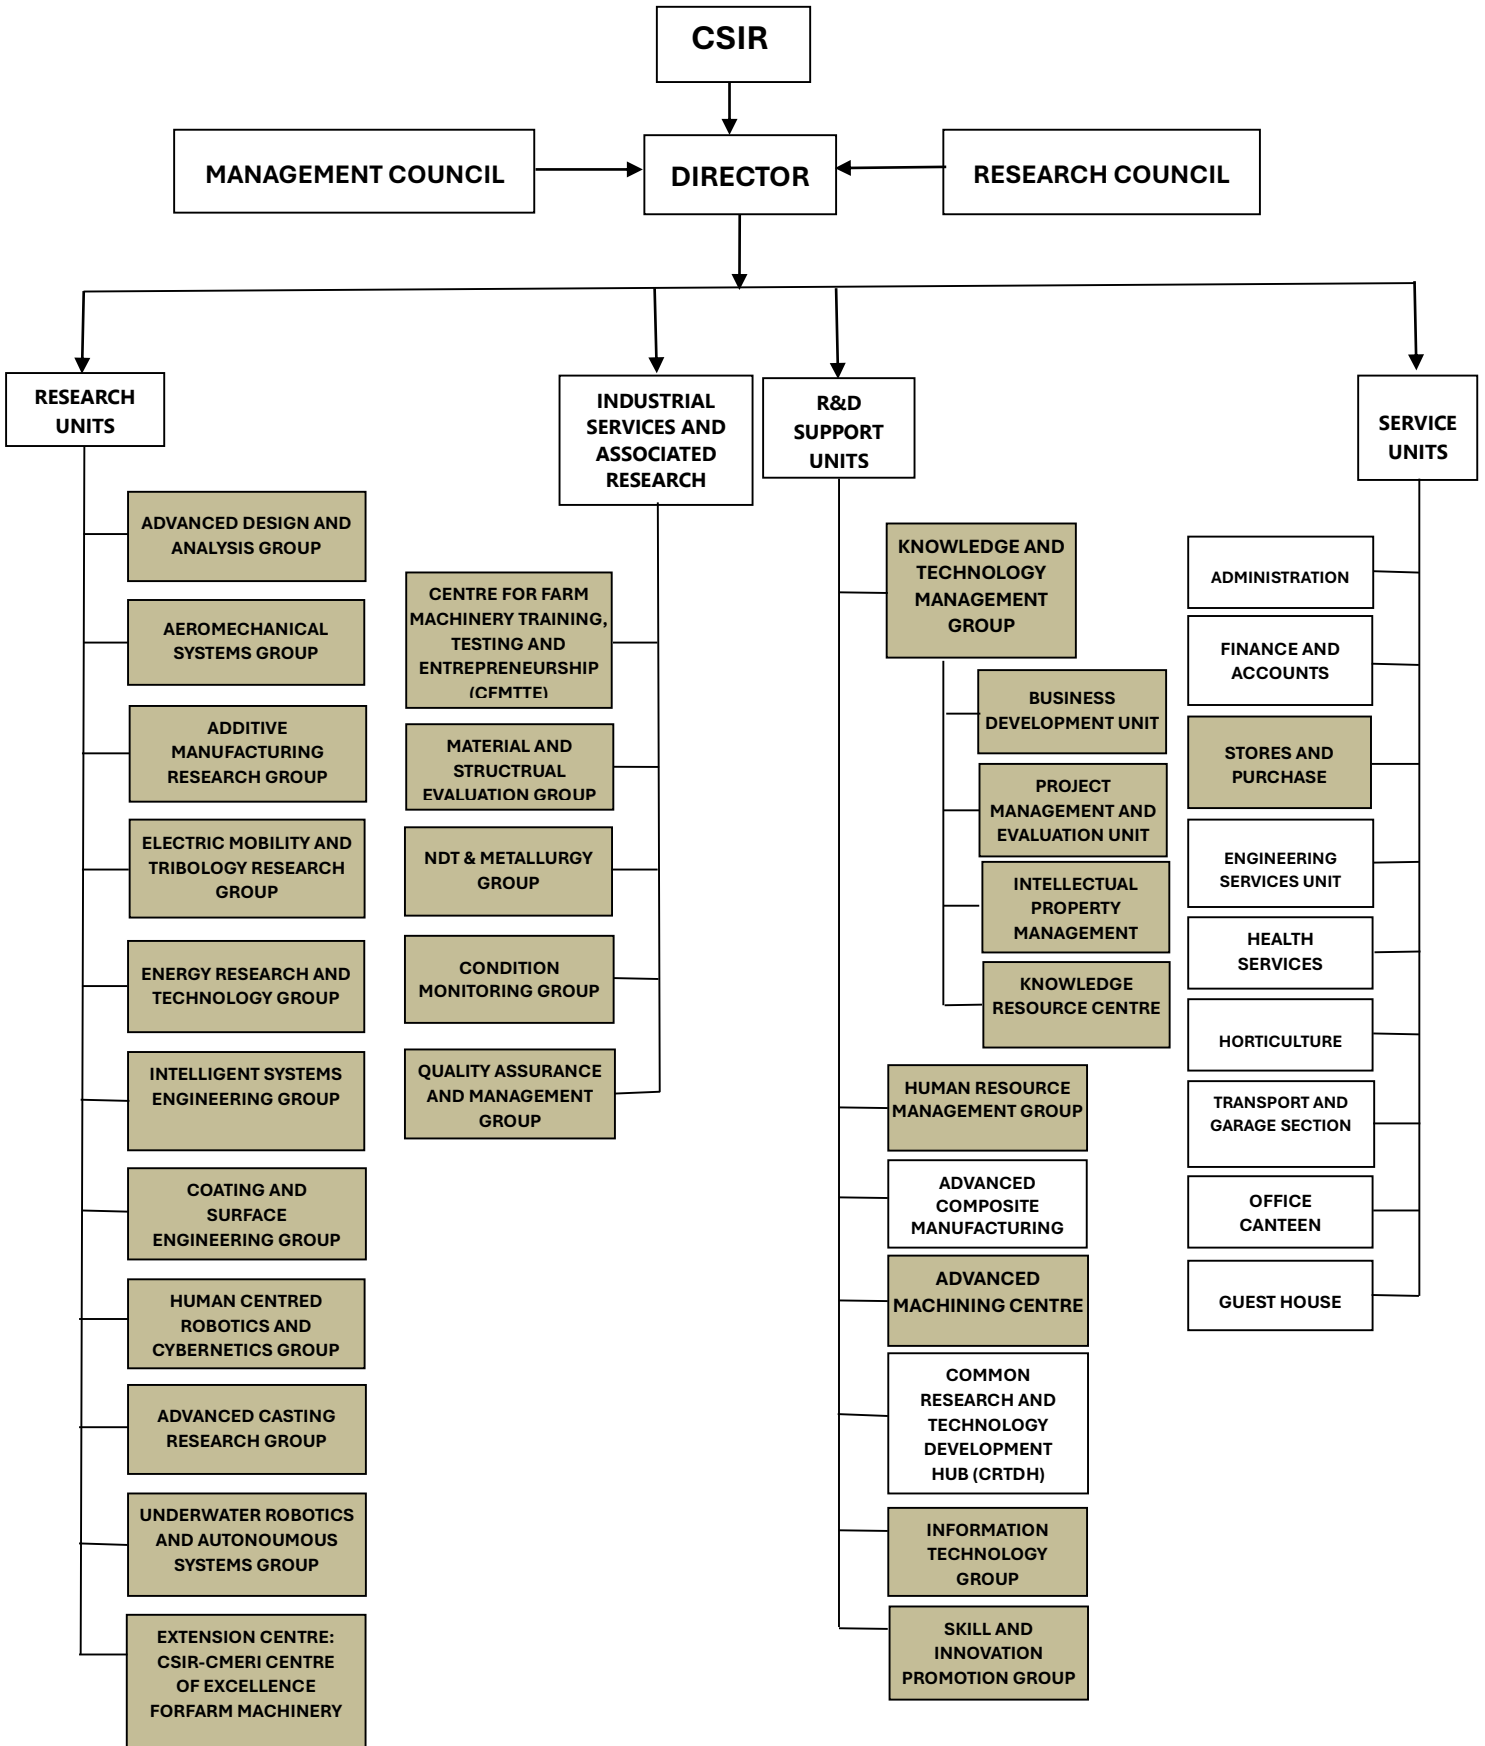 CSIR
MANAGEMENT COUNCIL
DIRECTOR
RESEARCH COUNCIL
RESEARCH
UNITS
ADVANCED DESIGN AND
ANALYSIS GROUP
AEROMECHANICAL
SYSTEMS GROUP
ADDITIVE
MANUFACTURING
RESEARCH GROUP
ELECTRIC MOBILITY AND
TRIBOLOGY RESEARCH
GROUP
ENERGY RESEARCH AND
TECHNOLOGY GROUP
INTELLIGENT SYSTEMS
ENGINEERING GROUP
COATING AND
SURFACE
ENGINEERING GROUP
HUMAN CENTRED
ROBOTICS AND
CYBERNETICS GROUP
ADVANCED CASTING
RESEARCH GROUP
UNDERWATER ROBOTICS
AND AUTONOUMOUS
SYSTEMS GROUP
EXTENSION CENTRE:
CSIR-CMERI CENTRE
OF EXCELLENCE
FORFARM MACHINERY
INDUSTRIAL
SERVICES AND
ASSOCIATED
RESEARCH
CENTRE FOR FARM
MACHINERY TRAINING,
TESTING AND
ENTREPRENEURSHIP
(CFMTTE)
MATERIAL AND
STRUCTRUAL
EVALUATION GROUP
NDT & METALLURGY
GROUP
CONDITION
MONITORING GROUP
QUALITY ASSURANCE
AND MANAGEMENT
GROUP
R&D
SUPPORT
UNITS
KNOWLEDGE AND
TECHNOLOGY
MANAGEMENT
GROUP
BUSINESS
DEVELOPMENT UNIT
PROJECT
MANAGEMENT AND
EVALUATION UNIT
INTELLECTUAL
PROPERTY
MANAGEMENT
KNOWLEDGE
RESOURCE CENTRE
HUMAN RESOURCE
MANAGEMENT GROUP
ADVANCED
COMPOSITE
MANUFACTURING
ADVANCED
MACHINING CENTRE
COMMON
RESEARCH AND
TECHNOLOGY
DEVELOPMENT
HUB (CRTDH)
INFORMATION
TECHNOLOGY
GROUP
SKILL AND
INNOVATION
PROMOTION GROUP
SERVICE
UNITS
ADMINISTRATION
FINANCE AND
ACCOUNTS
STORES AND
PURCHASE
ENGINEERING
SERVICES UNIT
HEALTH
SERVICES
HORTICULTURE
TRANSPORT AND
GARAGE SECTION
OFFICE
CANTEEN
GUEST HOUSE